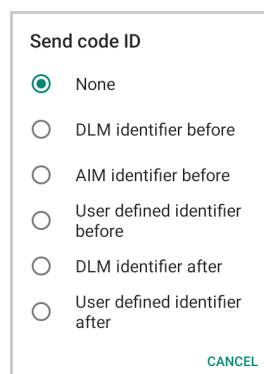 Send code ID
None
DLM identifier before
AIM identifier before
User defined identifier
before
DLM identifier after
User defined identifier
after
CANCEL